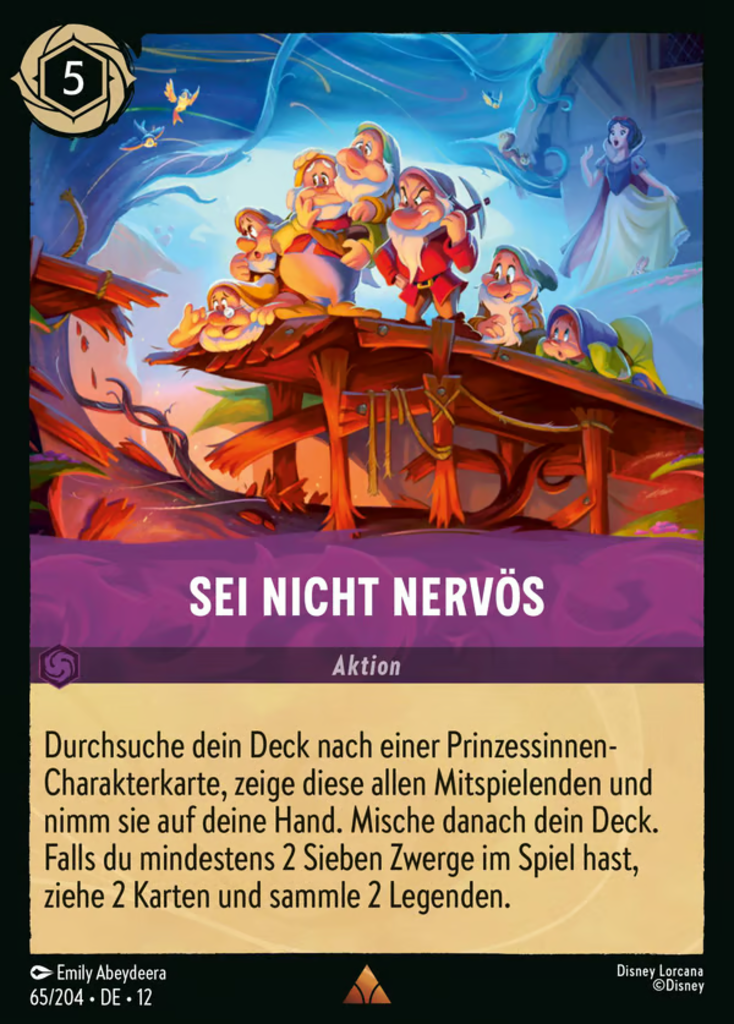 5
SEI NICHT NERVÖS
Aktion
Durchsuche dein Deck nach einer Prinzessinnen-
Charakterkarte, zeige diese allen Mitspielenden und
nimm sie auf deine Hand. Mische danach dein Deck.
Falls du mindestens 2 Sieben Zwerge im Spiel hast,
ziehe 2 Karten und sammle 2 Legenden.
Emily Abeydeera
65/204 • DE • 12
Disney Lorcana
©Disney